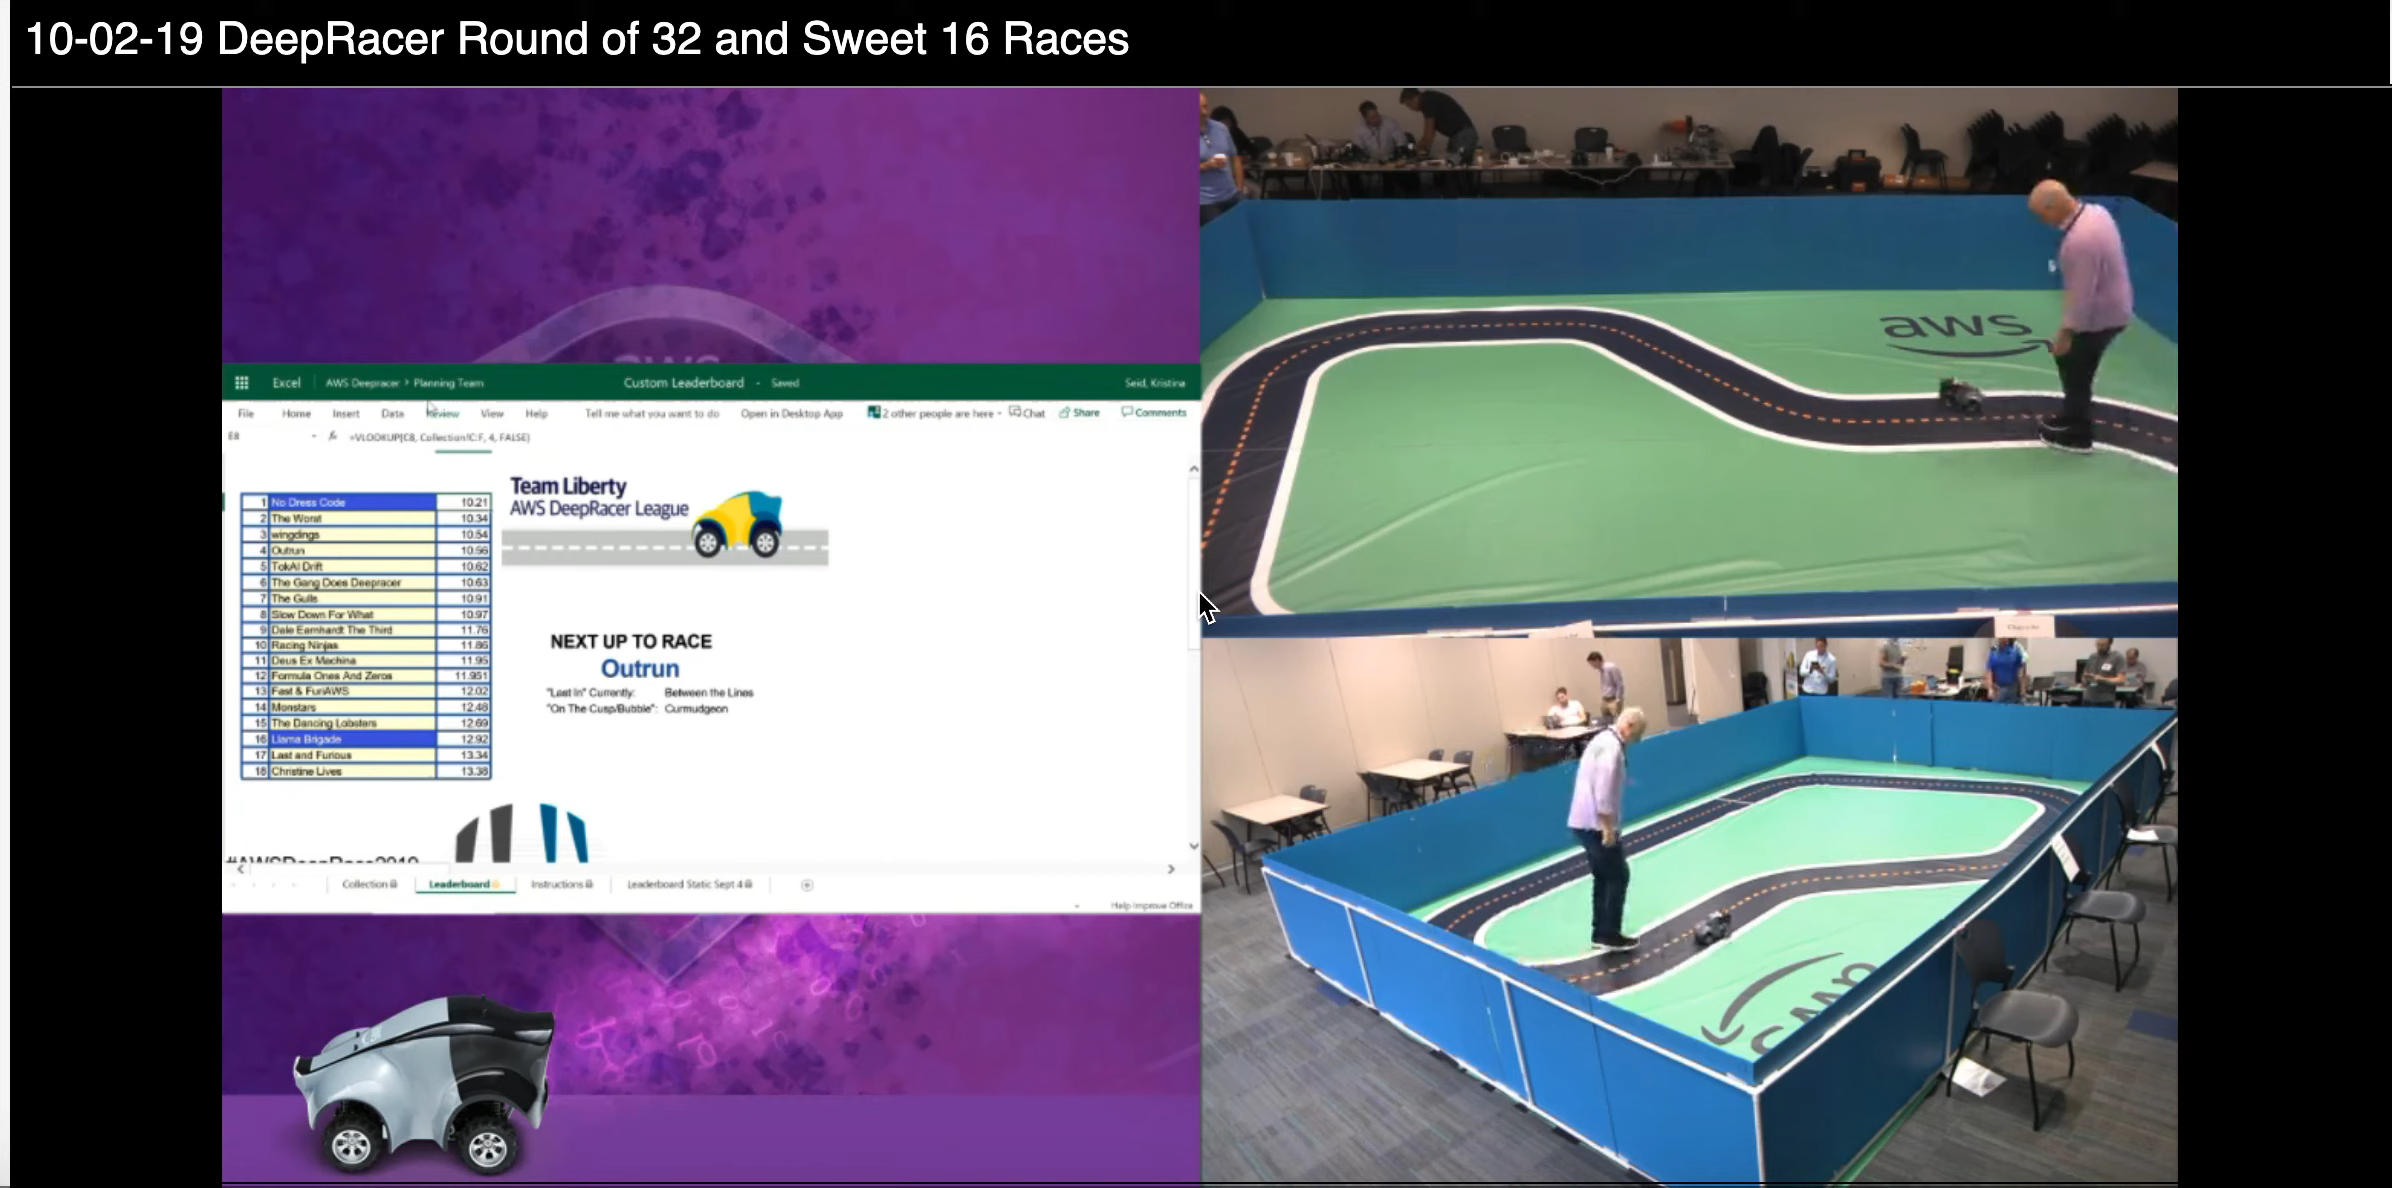 10-02-19 DeepRacer Round of 32 and Sweet 16 Races
aws
Excel AWS Deepracer > Planning Team Custom Leaderboard - Saved Seid, Kristina
File Home Insert Data Review View Help Tell me what you want to do Open in Desktop App 2 other people are here Chat Share Comments
E8 fx =VLOOKUP(C8, Collection!C:F, 4, FALSE)
1 No Dress Code 10.21
2 The Worst 10.34
3 wingdings 10.54
4 Outrun 10.56
5 TokAI Drift 10.62
6 The Gang Does Deepracer 10.63
7 The Gulls 10.91
8 Slow Down For What 10.97
9 Dale Earnhardt The Third 11.76
10 Racing Ninjas 11.86
11 Deus Ex Machina 11.95
12 Formula Ones And Zeros 11.951
13 Fast & FuriAWS 12.02
14 Monstars 12.48
15 The Dancing Lobsters 12.69
16 Llama Brigade 12.92
17 Last and Furious 13.34
18 Christine Lives 13.38
Team Liberty
AWS DeepRacer League
NEXT UP TO RACE
Outrun
"Last In" Currently: Between the Lines
"On The Cusp/Bubble": Curmudgeon
#AWSDeepRace2019
Collection Leaderboard Instructions Leaderboard Static Sept 4
Help Improve Office
aws
aws